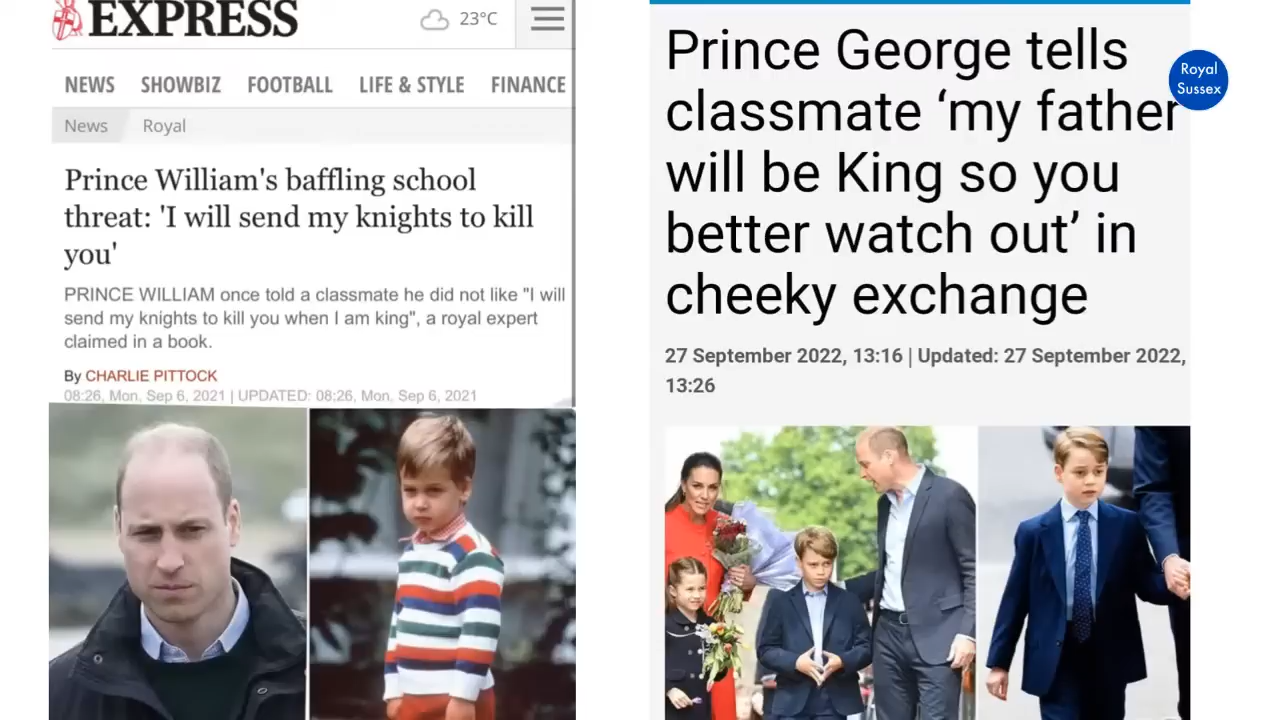 EXPRESS
23°C
NEWS SHOWBIZ FOOTBALL LIFE & STYLE FINANCE
News Royal
Prince William's baffling school
threat: 'I will send my knights to kill
you'
PRINCE WILLIAM once told a classmate he did not like "I will
send my knights to kill you when I am king", a royal expert
claimed in a book.
By CHARLIE PITTOCK
08:26, Mon, Sep 6, 2021 | UPDATED: 08:26, Mon, Sep 6, 2021
Prince George tells
classmate ‘my father
will be King so you
better watch out’ in
cheeky exchange
27 September 2022, 13:16 | Updated: 27 September 2022,
13:26
Royal
Sussex